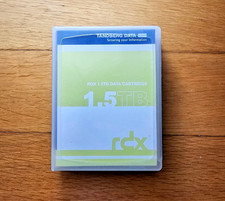 TANDBERG DATA
Securing your information
1.5TB
rdx